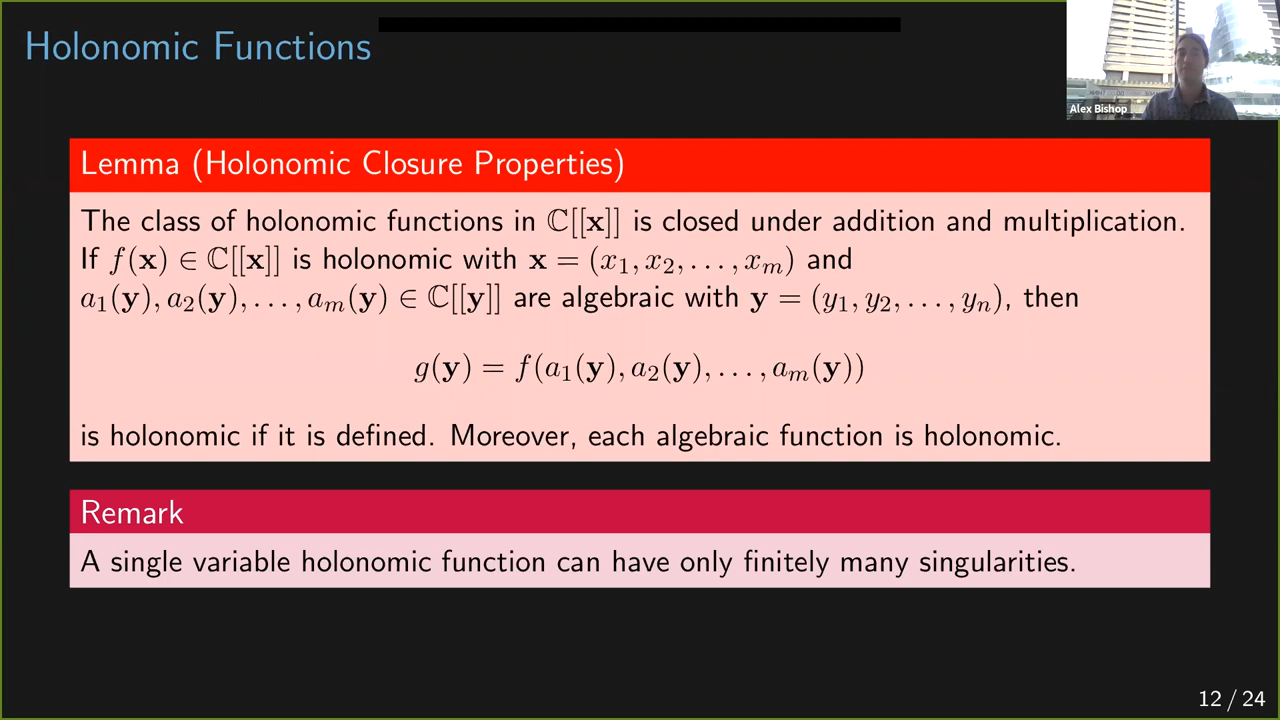 Holonomic Functions
Alex Bishop
Lemma (Holonomic Closure Properties)
The class of holonomic functions in ℂ[[𝐱]] is closed under addition and multiplication.
If f(𝐱) ∈ ℂ[[𝐱]] is holonomic with 𝐱 = (x₁, x₂, . . . , xₘ) and
a₁(𝐲), a₂(𝐲), . . . , aₘ(𝐲) ∈ ℂ[[𝐲]] are algebraic with 𝐲 = (y₁, y₂, . . . , yₙ), then
g(𝐲) = f(a₁(𝐲), a₂(𝐲), . . . , aₘ(𝐲))
is holonomic if it is defined. Moreover, each algebraic function is holonomic.
Remark
A single variable holonomic function can have only finitely many singularities.
12 / 24